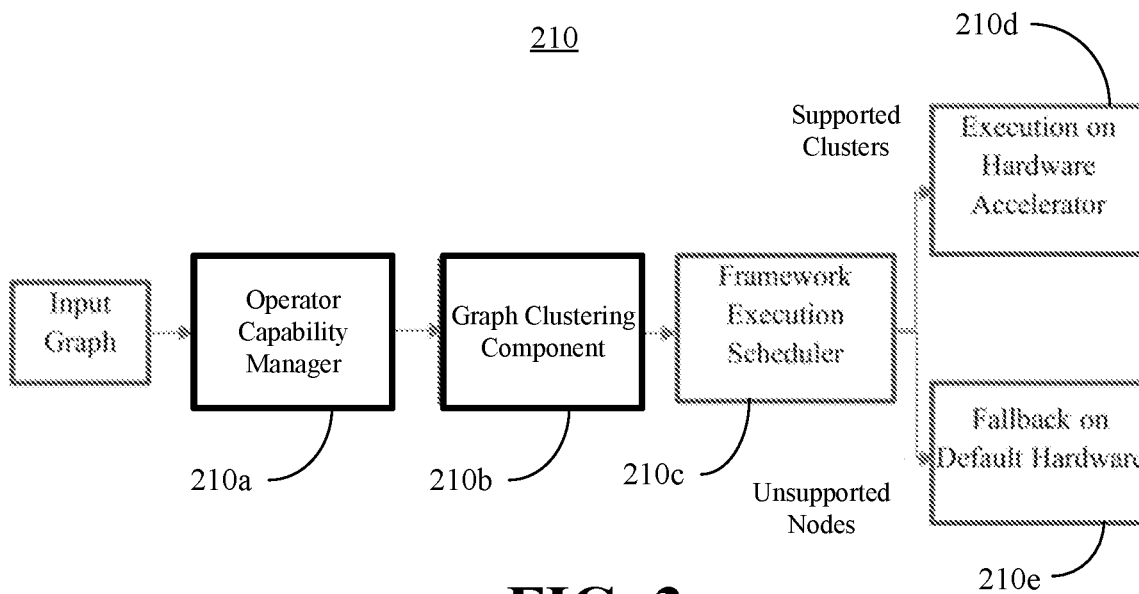 210
210d
Supported
Clusters
Execution on
Hardware
Accelerator
Input
Graph
Operator
Capability
Manager
Graph Clustering
Component
Framework
Execution
Scheduler
Fallback on
Default Hardware
210a
210b
210c
Unsupported
Nodes
210e